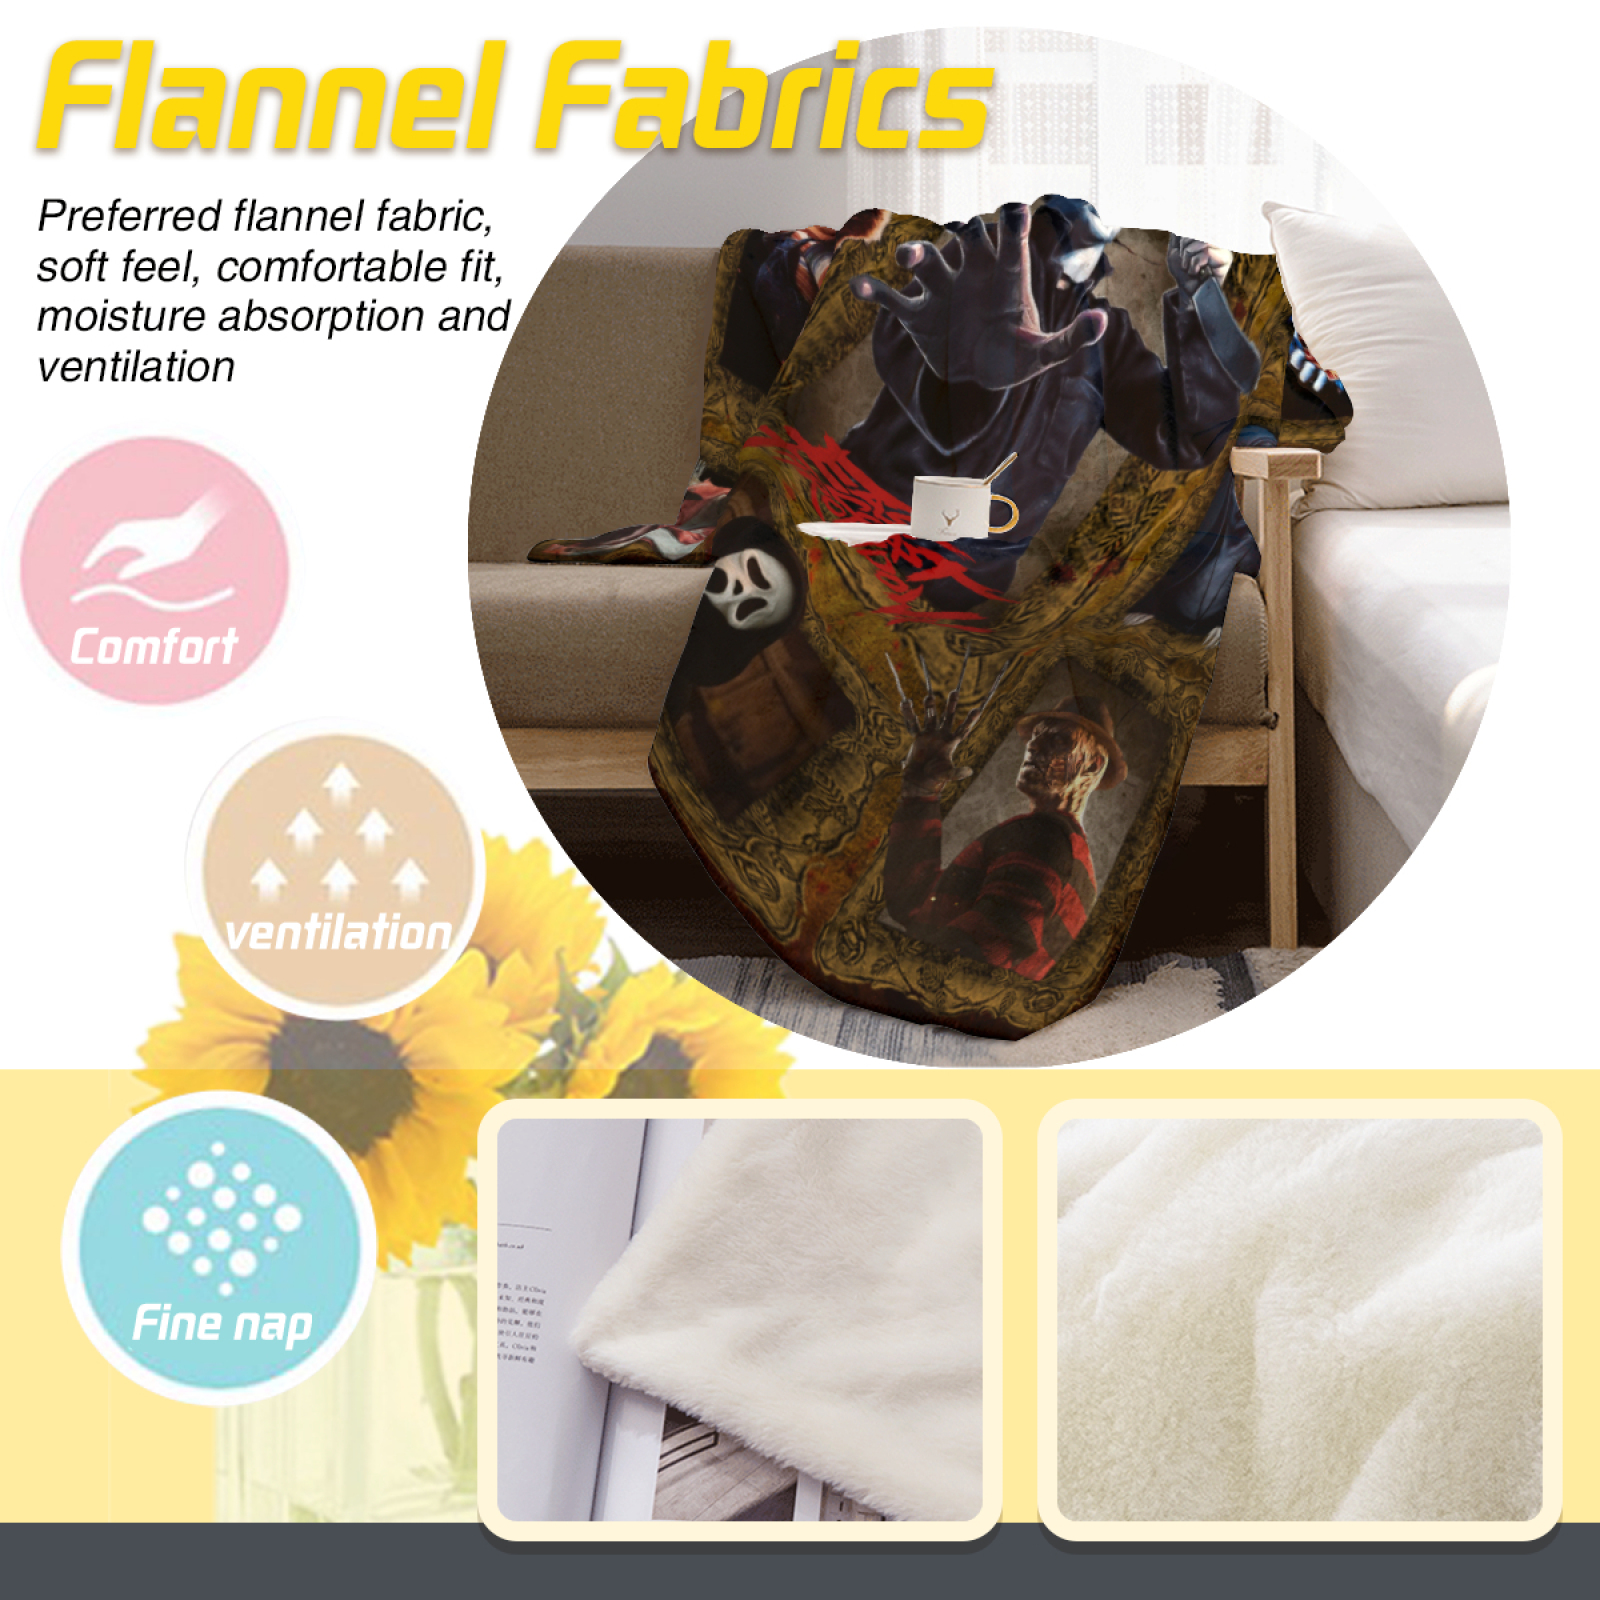 Flannel Fabrics
Preferred flannel fabric,
soft feel, comfortable fit,
moisture absorption and
ventilation
Comfort
ventilation
Fine nap